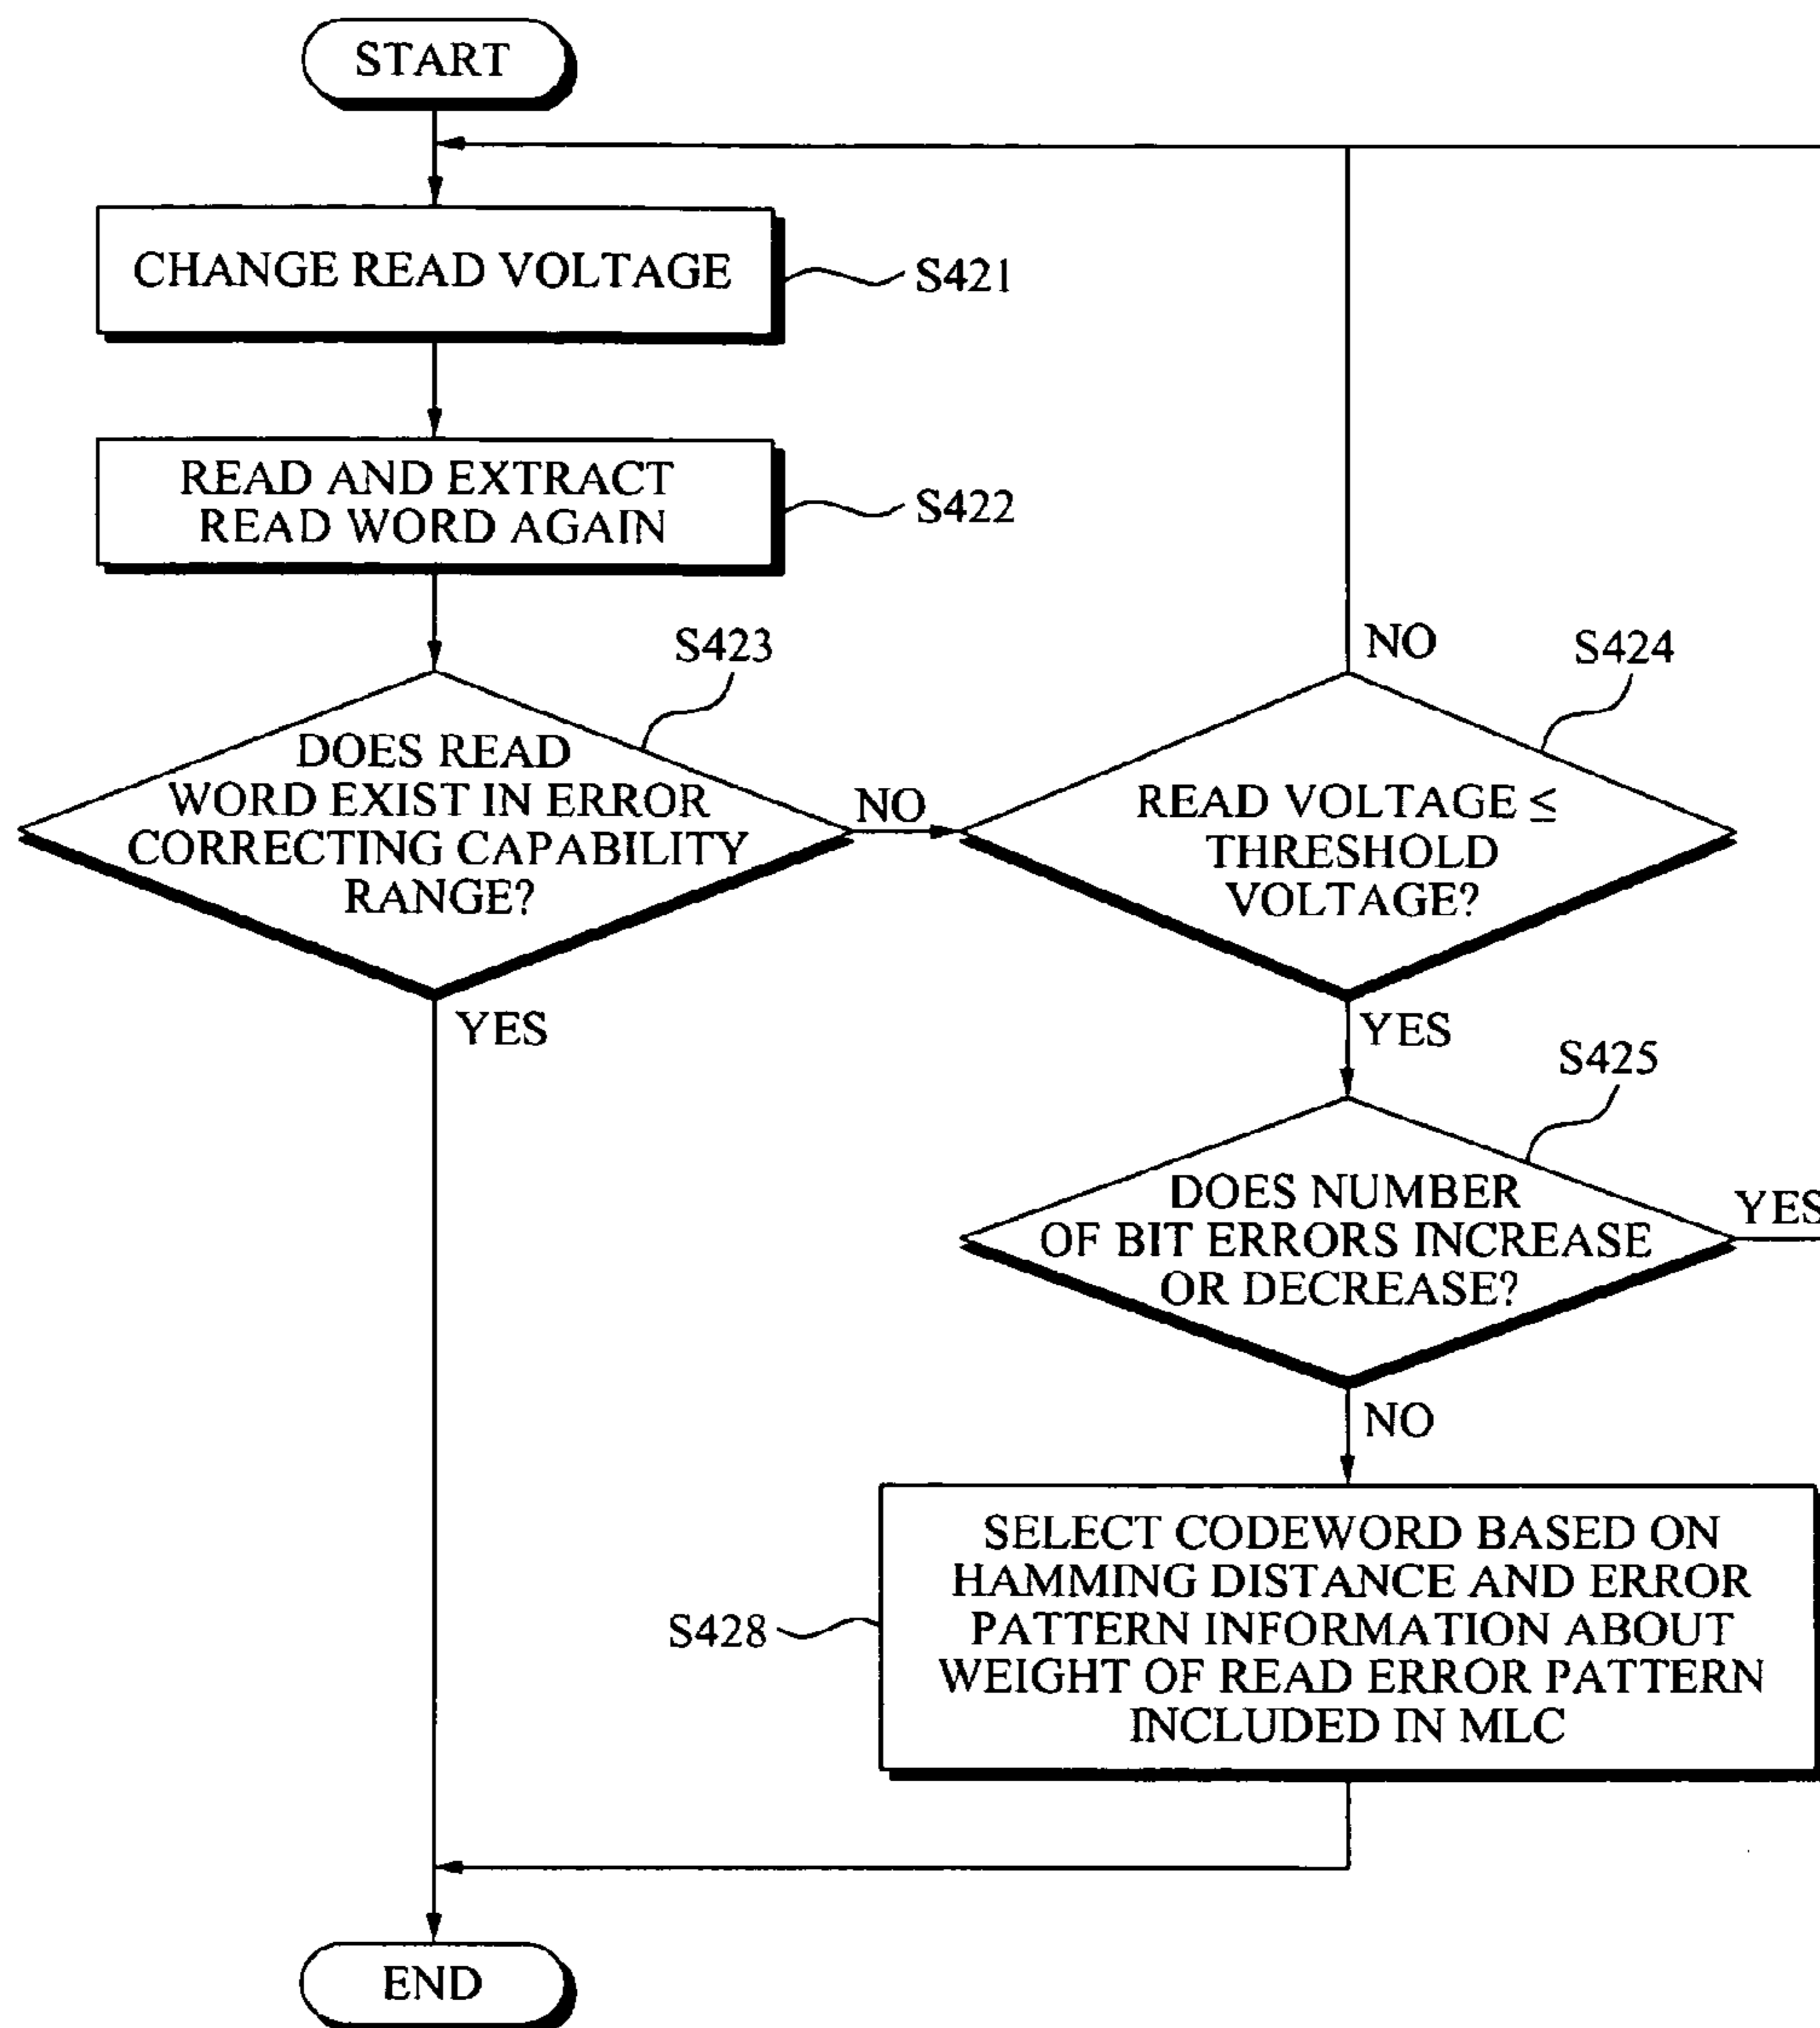 START
CHANGE READ VOLTAGE
S421
READ AND EXTRACT
READ WORD AGAIN
S422
S423
DOES READ
WORD EXIST IN ERROR
CORRECTING CAPABILITY
RANGE?
NO
YES
NO
S424
READ VOLTAGE ≤
THRESHOLD
VOLTAGE?
YES
S425
DOES NUMBER
OF BIT ERRORS INCREASE
OR DECREASE?
YES
NO
SELECT CODEWORD BASED ON
HAMMING DISTANCE AND ERROR
PATTERN INFORMATION ABOUT
WEIGHT OF READ ERROR PATTERN
INCLUDED IN MLC
S428
END